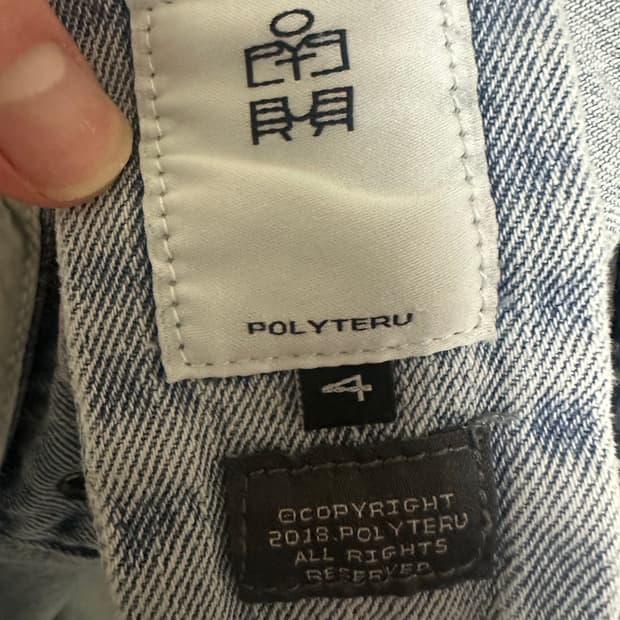 POLYTERU
4
©COPYRIGHT
2018.POLYTERU
ALL RIGHTS
RESERVED